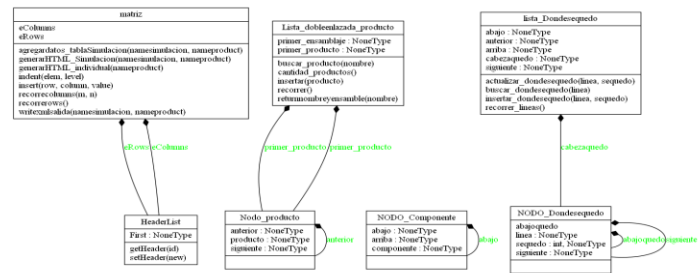 matriz
eColumns
eRows
agregardatos_tablaSimulacion(namesimulacion, nameproduct)
generarHTML_Simulacion(namesimulacion, nameproduct)
generarHTML_individual(nameproduct)
indent(elem, level)
insert(row, column, value)
recorrecolumns(m, n)
recorrerows()
writexmlsalida(namesimulacion, nameproduct)
Lista_dobleenlazada_producto
primer_ensamblaje : NoneType
primer_producto : NoneType
buscar_producto(nombre)
cantidad_productos()
insertar(producto)
recorrer()
returnnombreyensamble(nombre)
lista_Dondesequedo
abajo : NoneType
anterior : NoneType
arriba : NoneType
cabezaquedo : NoneType
siguiente : NoneType
actualizar_dondesequedo(linea, sequedo)
buscar_dondesequedo(linea)
insertar_dondesequedo(linea, sequedo)
recorrer_lineas()
eRows
eColumns
primer_producto
primer_producto
cabezaquedo
HeaderList
First : NoneType
getHeader(id)
setHeader(new)
Nodo_producto
anterior : NoneType
producto : NoneType
siguiente : NoneType
anterior
NODO_Componente
abajo : NoneType
arriba : NoneType
componente : NoneType
abajo
NODO_Dondesequedo
abajoquedo
linea : NoneType
sequedo : int, NoneType
siguiente : NoneType
abajoquedo
siguiente